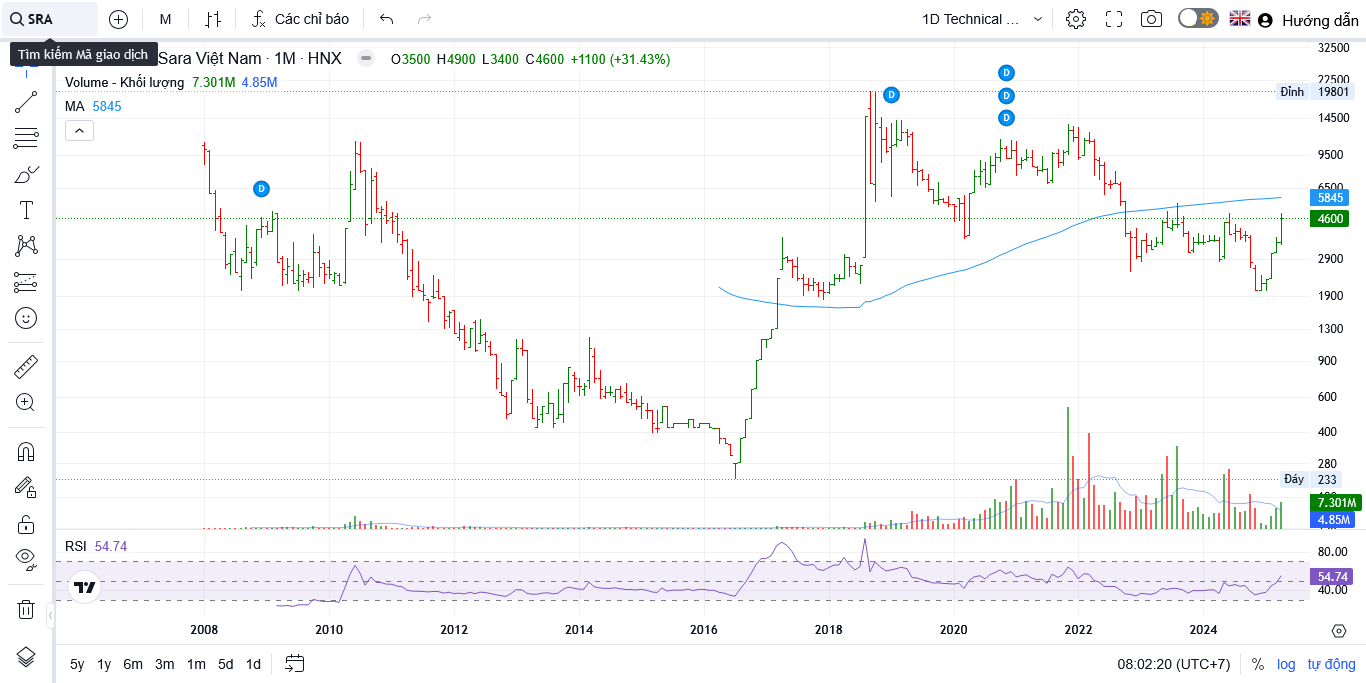 SRA
M
Các chỉ báo
1D Technical ...
Hướng dẫn
Tìm kiếm Mã giao dịch
Sara Việt Nam · 1M · HNX
O3500 H4900 L3400 C4600 +1100 (+31.43%)
Volume - Khối lượng 7.301M 4.85M
MA 5845
32500
22500
Đỉnh 19801
14500
9500
6500
5845
4600
2900
1900
1300
900
600
400
280
Đáy 233
7.301M
4.85M
RSI 54.74
80.00
54.74
40.00
D
D
D
D
D
2008 2010 2012 2014 2016 2018 2020 2022 2024
5y 1y 6m 3m 1m 5d 1d
08:02:20 (UTC+7) % log tự động